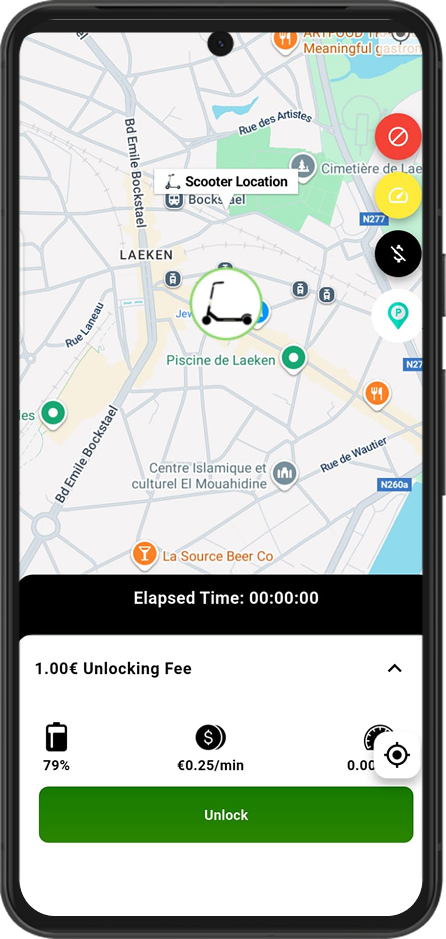 ARTFOOD
Meaningful gastron
Rue des Artistes
Bd Emile Bockstael
Cimetière de Lae
Scooter Location
Bockstael
N277
LAEKEN
Jev
Rue Laneau
P
Piscine de Laeken
N27
es
Bd Emile Bockstael
Rue de Wautier
Centre Islamique et
culturel El Mouahidine
N260a
La Source Beer Co
Elapsed Time: 00:00:00
1.00€ Unlocking Fee
79%
€0.25/min
0.00
Unlock